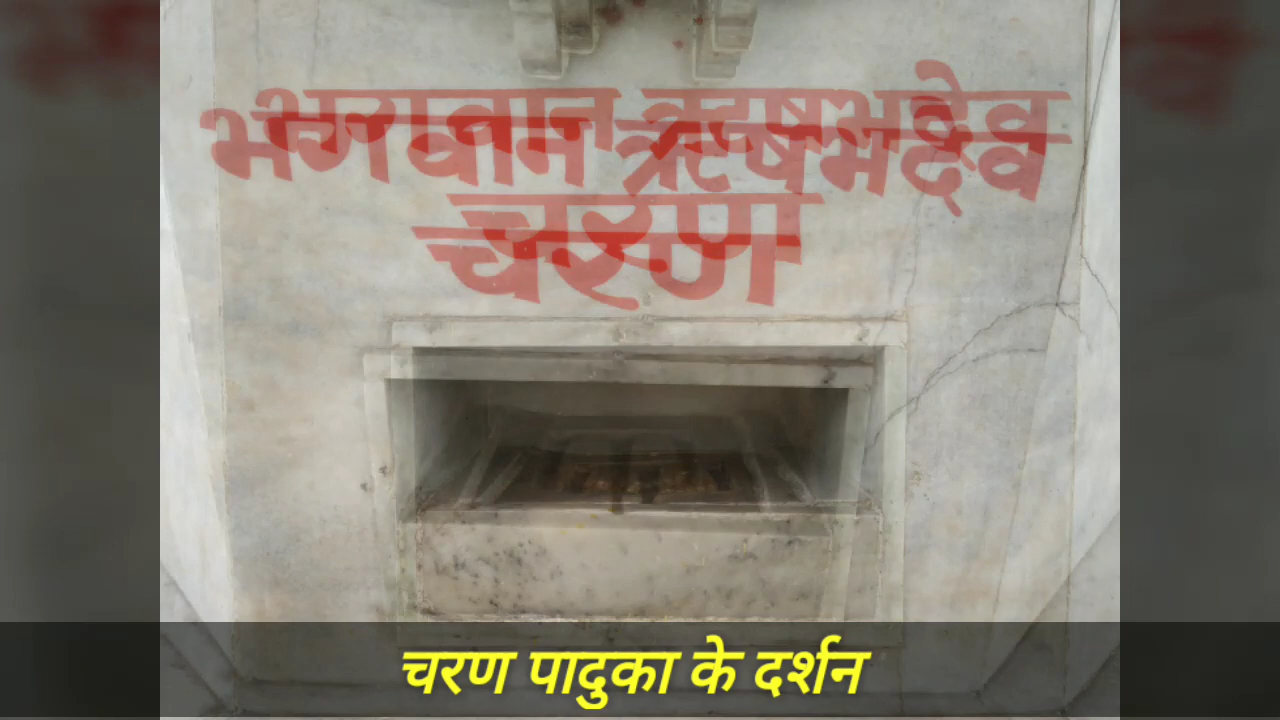 भगवान ऋषभदेव
चरण
चरण पादुका के दर्शन